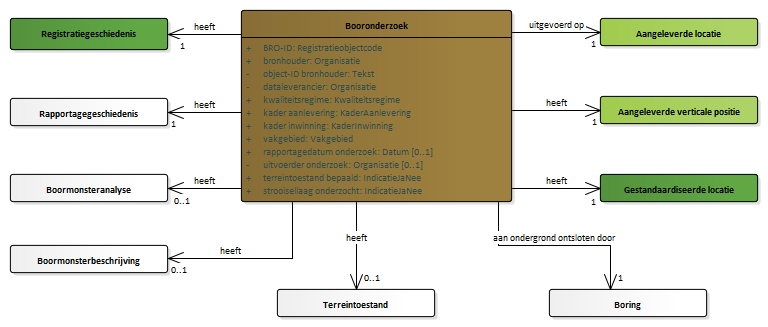 Registratiegeschiedenis
heeft
1
Rapportagegeschiedenis
heeft
1
Boormonsteranalyse
heeft
0..1
Boormonsterbeschrijving
heeft
0..1
Booronderzoek
+ BRO-ID: Registratieobjectcode
+ bronhouder: Organisatie
- object-ID bronhouder: Tekst
- dataleverancier: Organisatie
+ kwaliteitsregime: Kwaliteitsregime
+ kader aanlevering: KaderAanlevering
+ kader inwinning: KaderInwinning
+ vakgebied: Vakgebied
+ rapportagedatum onderzoek: Datum [0..1]
- uitvoerder onderzoek: Organisatie [0..1]
+ terreintoestand bepaald: IndicatieJaNee
+ strooisellaag onderzocht: IndicatieJaNee
uitgevoerd op
1
Aangeleverde locatie
heeft
1
Aangeleverde verticale positie
heeft
1
Gestandaardiseerde locatie
heeft
0..1
Terreintoestand
aan ondergrond ontsloten door
1
Boring